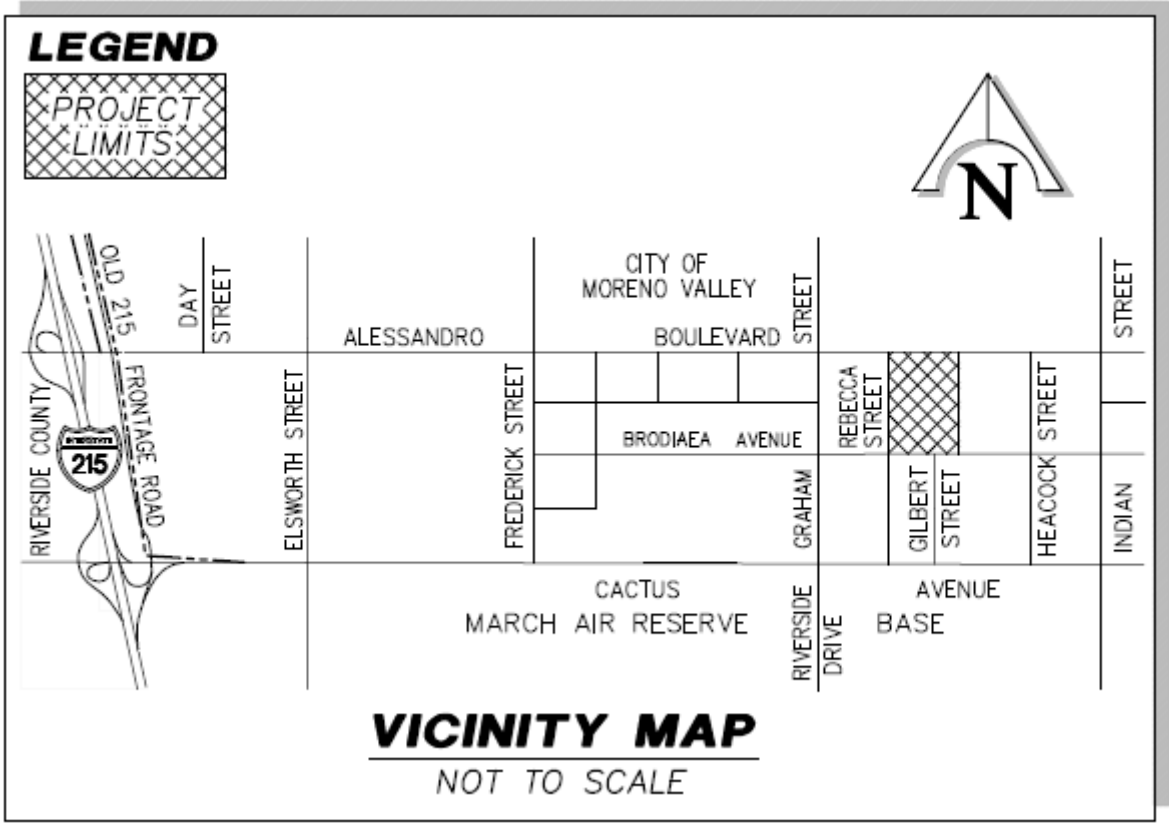 LEGEND
PROJECT
LIMITS
N
OLD 215
FRONTAGE ROAD
DAY
STREET
CITY OF
MORENO VALLEY
STREET
STREET
ALESSANDRO
BOULEVARD
RIVERSIDE COUNTY
INTERSTATE
215
ELSWORTH STREET
FREDERICK STREET
BRODIAEA AVENUE
REBECCA
STREET
GRAHAM
GILBERT
STREET
HEACOCK STREET
INDIAN
CACTUS
AVENUE
MARCH AIR RESERVE
BASE
RIVERSIDE
DRIVE
VICINITY MAP
NOT TO SCALE